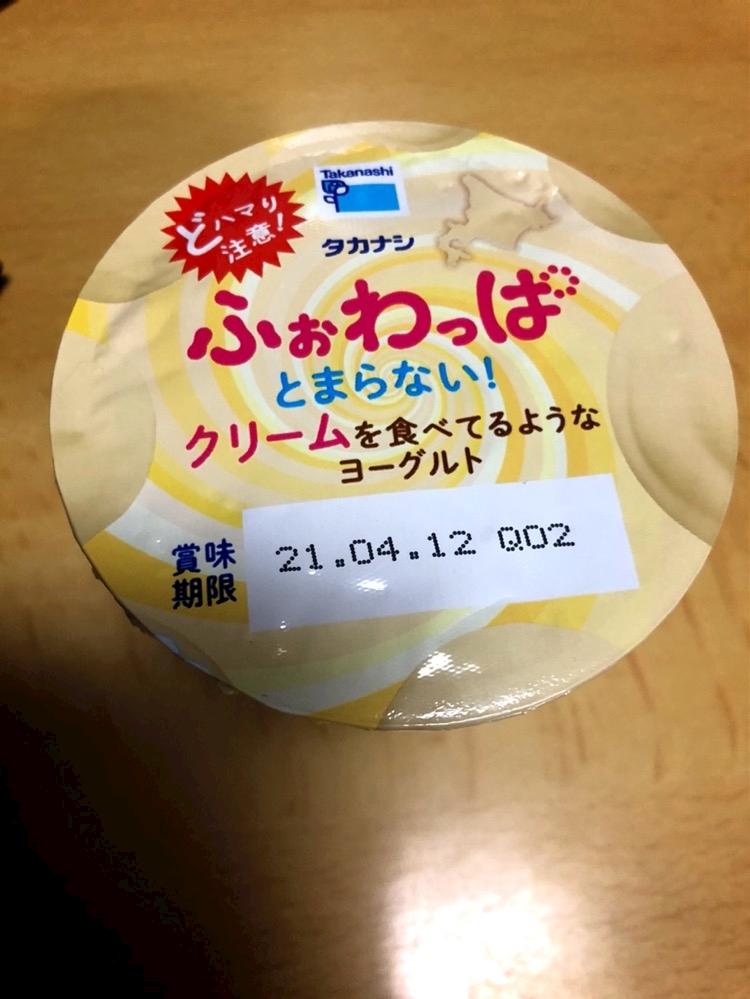 どハマり
注意!
Takanashi
タカナシ
ふぉわっぱ
とまらない!
クリームを食べてるような
ヨーグルト
賞味
期限
21.04.12 Q02